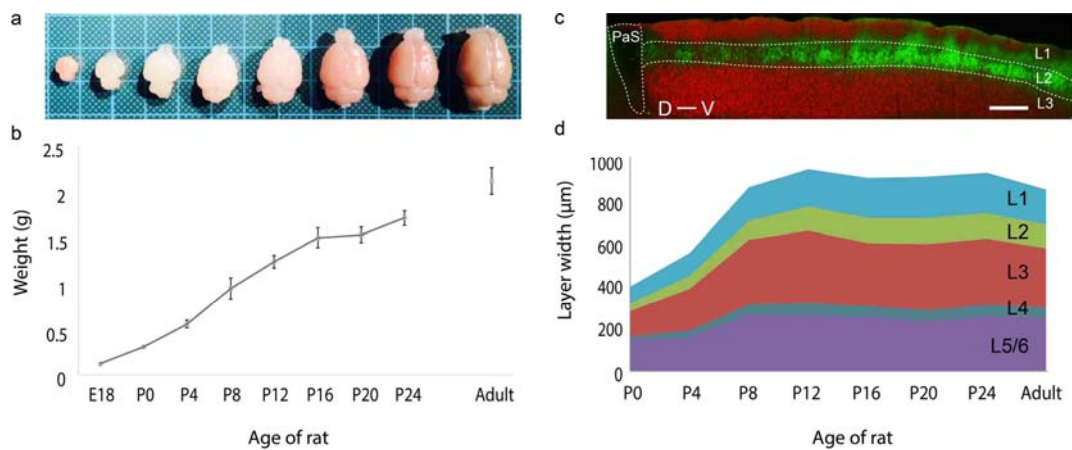 a
b
2.5
2
1.5
1
0.5
0
Weight (g)
E18 P0 P4 P8 P12 P16 P20 P24 Adult
Age of rat
c
PaS
L1
L2
L3
D — V
d
1000
800
600
400
200
0
Layer width (µm)
L1
L2
L3
L4
L5/6
P0 P4 P8 P12 P16 P20 P24 Adult
Age of rat